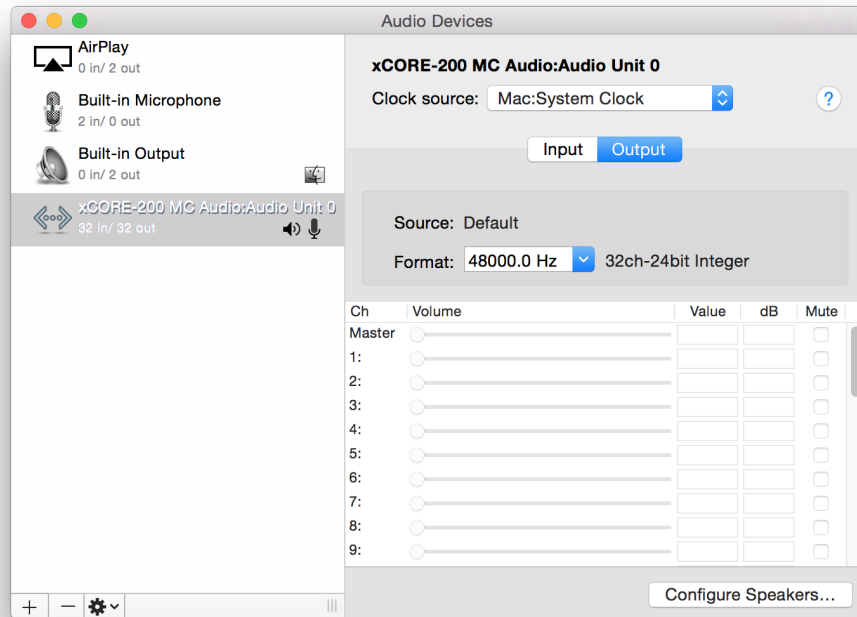 Audio Devices
AirPlay
0 in/ 2 out
Built-in Microphone
2 in/ 0 out
Built-in Output
0 in/ 2 out
xCORE-200 MC Audio:Audio Unit 0
32 in/ 32 out
xCORE-200 MC Audio:Audio Unit 0
Clock source: Mac:System Clock
?
Input Output
Source: Default
Format: 48000.0 Hz 32ch-24bit Integer
Ch Volume Value dB Mute
Master
1:
2:
3:
4:
5:
6:
7:
8:
9:
Configure Speakers...